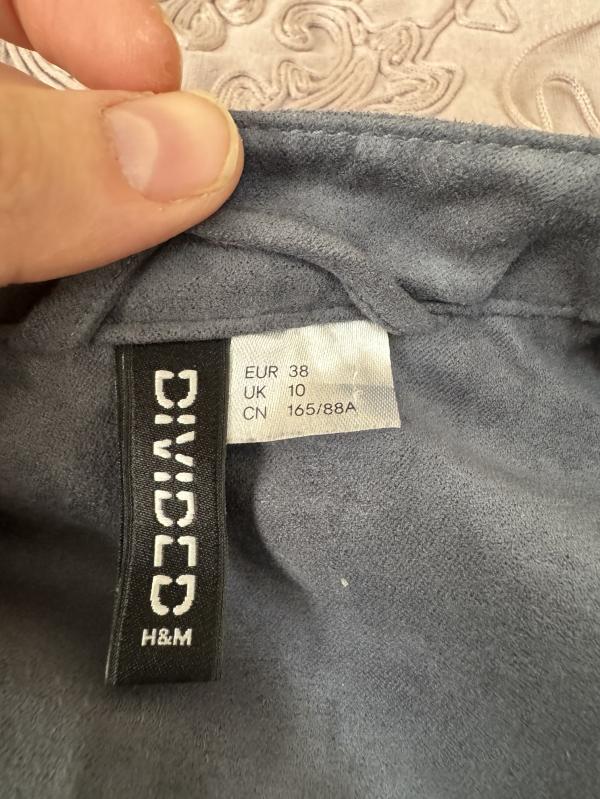 DIVIDED
H&M
EUR 38
UK 10
CN 165/88A